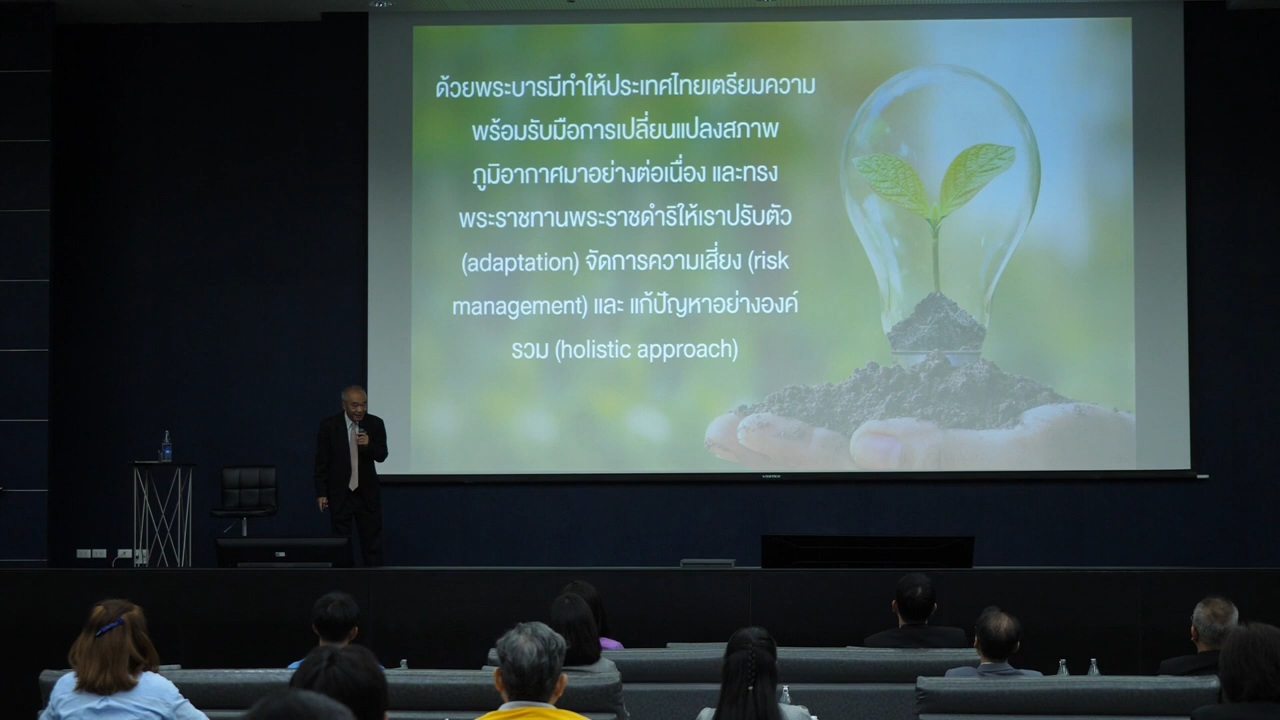 ด้วยพระบารมีทำให้ประเทศไทยเตรียมความ
พร้อมรับมือการเปลี่ยนแปลงสภาพ
ภูมิอากาศมาอย่างต่อเนื่อง และทรง
พระราชทานพระราชดำริให้เราปรับตัว
(adaptation) จัดการความเสี่ยง (risk
management) และ แก้ปัญหาอย่างองค์
รวม (holistic approach)